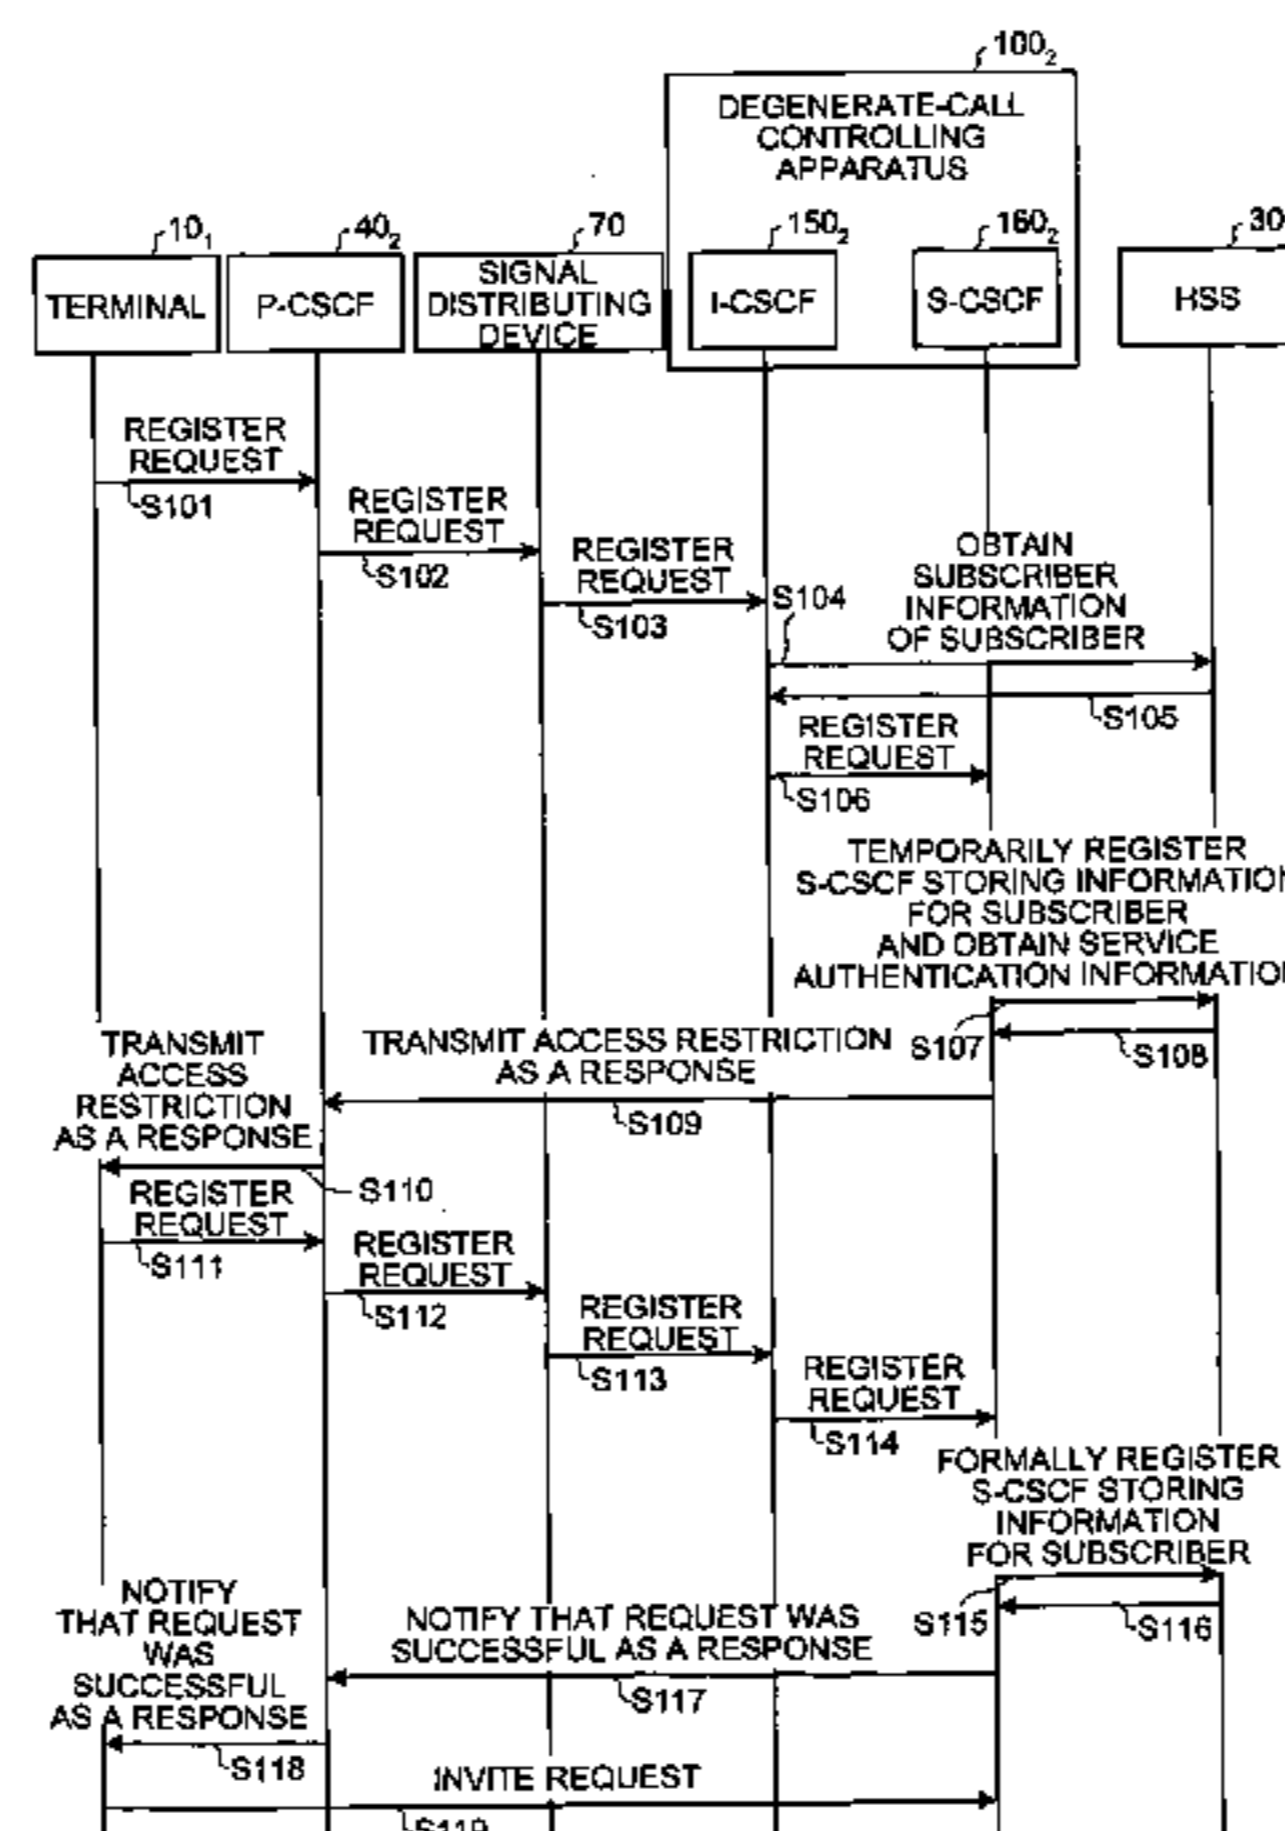 100₂
DEGENERATE-CALL
CONTROLLING
APPARATUS
10₁
40₂
70
150₂
160₂
30
TERMINAL
P-CSCF
SIGNAL
DISTRIBUTING
DEVICE
I-CSCF
S-CSCF
HSS
REGISTER
REQUEST
S101
REGISTER
REQUEST
S102
REGISTER
REQUEST
S103
S104
OBTAIN
SUBSCRIBER
INFORMATION
OF SUBSCRIBER
S105
REGISTER
REQUEST
S106
TEMPORARILY REGISTER
S-CSCF STORING INFORMATION
FOR SUBSCRIBER
AND OBTAIN SERVICE
AUTHENTICATION INFORMATION
S107
S108
TRANSMIT ACCESS RESTRICTION
AS A RESPONSE
S109
TRANSMIT
ACCESS
RESTRICTION
AS A RESPONSE
S110
REGISTER
REQUEST
S111
REGISTER
REQUEST
S112
REGISTER
REQUEST
S113
REGISTER
REQUEST
S114
FORMALLY REGISTER
S-CSCF STORING
INFORMATION
FOR SUBSCRIBER
S115
S116
NOTIFY THAT REQUEST WAS
SUCCESSFUL AS A RESPONSE
S117
NOTIFY
THAT REQUEST
WAS
SUCCESSFUL
AS A RESPONSE
S118
INVITE REQUEST
S119